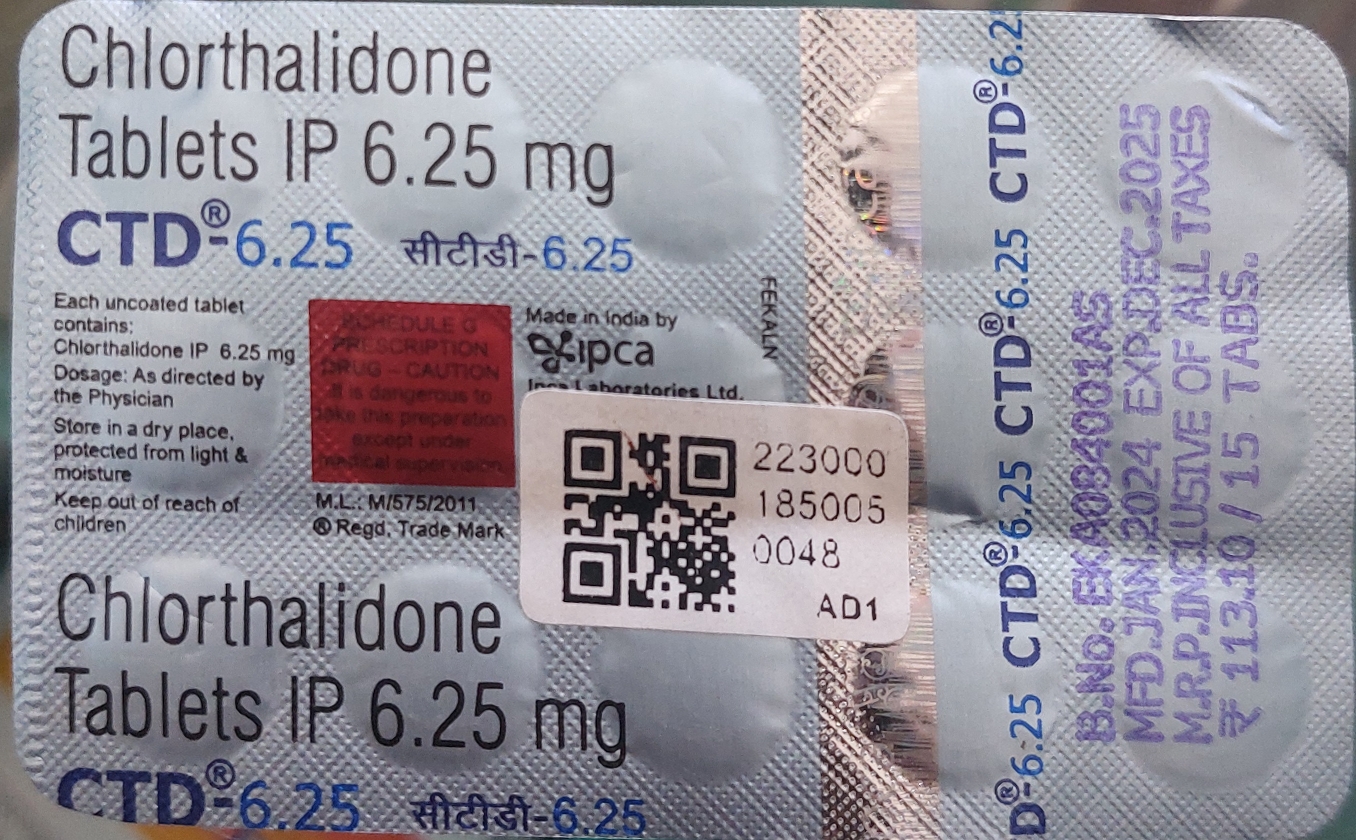 Chlorthalidone
Tablets IP 6.25 mg
CTD®-6.25 सीटीडी-6.25
Each uncoated tablet
contains:
Chlorthalidone IP 6.25 mg
Dosage: As directed by
the Physician
Store in a dry place,
protected from light &
moisture
Keep out of reach of
children
SCHEDULE G
PRESCRIPTION
DRUG – CAUTION
It is dangerous to
take this preparation
except under
medical supervision.
M.L.: M/575/2011
® Regd. Trade Mark
Made in India by
ipca
Ipca Laboratories Ltd.
FEKALN
223000
185005
0048
AD1
Chlorthalidone
Tablets IP 6.25 mg
CTD®-6.25 सीटीडी-6.25
D®-6.25 CTD®-6.25 CTD®-6.25 CTD®-6.2
B.No. EKA084001AS
MFD.JAN.2024 EXP.DEC.2025
M.R.P.INCLUSIVE OF ALL TAXES
₹ 113.10 / 15 TABS.